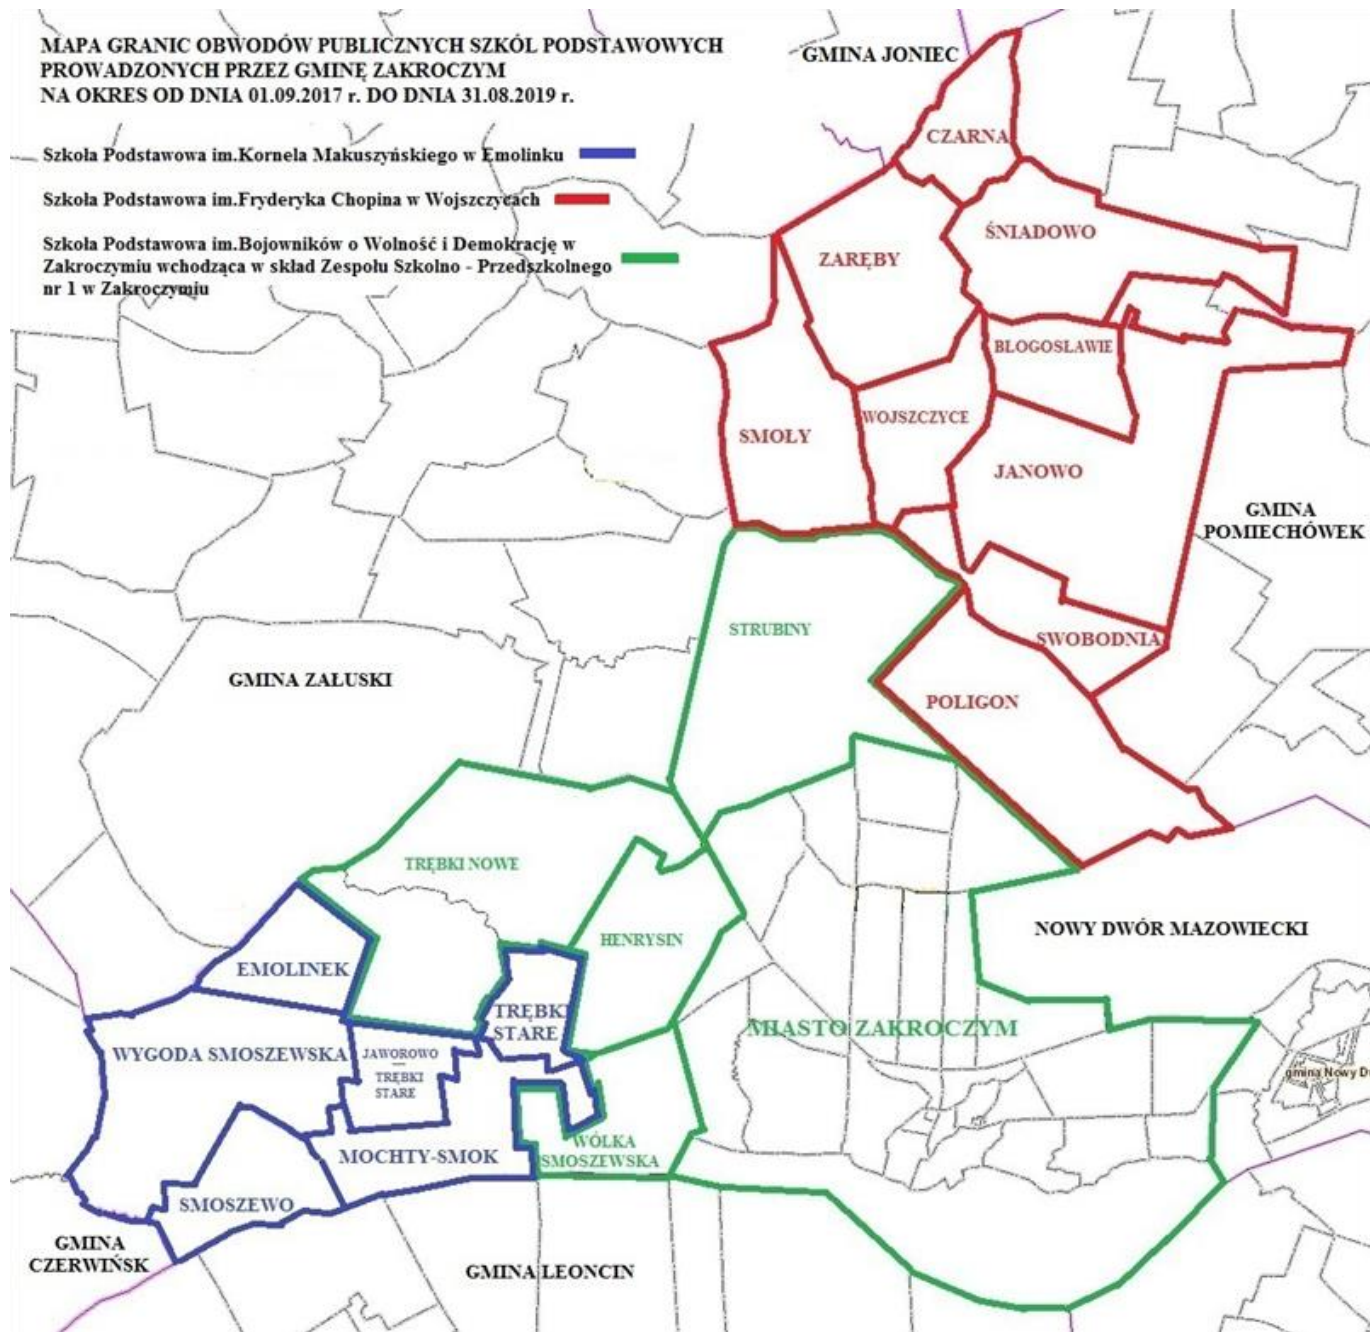 MAPA GRANIC OBWODÓW PUBLICZNYCH SZKÓL PODSTAWOWYCH
PROWADZONYCH PRZEZ GMINĘ ZAKROCZYM
NA OKRES OD DNIA 01.09.2017 r. DO DNIA 31.08.2019 r.
Szkoła Podstawowa im.Kornela Makuszyńskiego w Emolinku
Szkoła Podstawowa im.Fryderyka Chopina w Wojszczycach
Szkoła Podstawowa im.Bojowników o Wolność i Demokrację w
Zakroczymiu wchodząca w skład Zespołu Szkolno - Przedszkolnego
nr 1 w Zakroczymiu
GMINA JONIEC
CZARNA
ŚNIADOWO
ZARĘBY
BŁOGOSŁAWIE
WOJSZCZYCE
SMOŁY
JANOWO
GMINA
POMIECHÓWEK
STRUBINY
SWOBODNIA
GMINA ZAŁUSKI
POLIGON
TRĘBKI NOWE
HENRYSIN
NOWY DWÓR MAZOWIECKI
EMOLINEK
TRĘBKI
STARE
MIASTO ZAKROCZYM
WYGODA SMOSZEWSKA
JAWOROWO
—
TRĘBKI
STARE
gmina Nowy D
WÓLKA
SMOSZEWSKA
MOCHTY-SMOK
SMOSZEWO
GMINA
CZERWIŃSK
GMINA LEONCIN